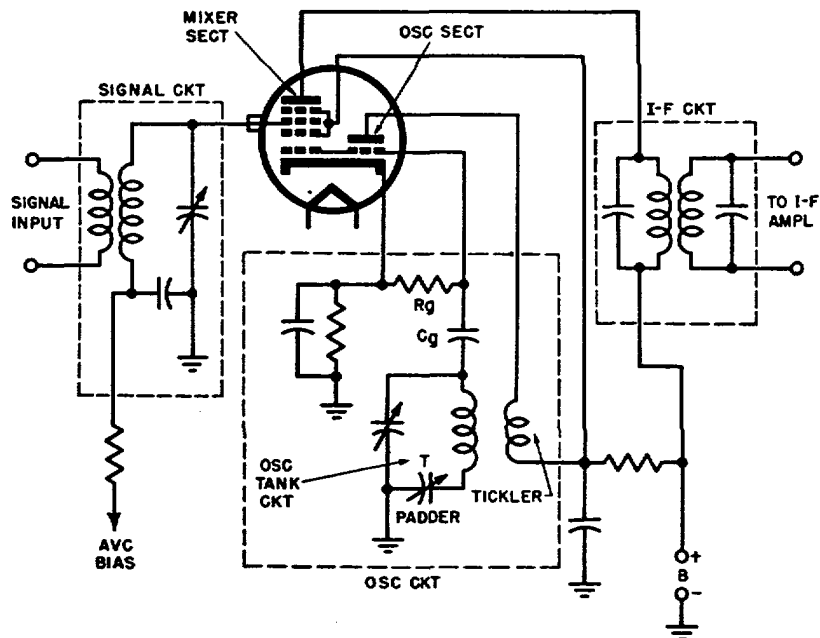 MIXER
SECT
OSC SECT
SIGNAL CKT
I-F CKT
SIGNAL
INPUT
TO I-F
AMPL
Rg
Cg
OSC
TANK
CKT
T
PADDER
TICKLER
AVC
BIAS
OSC CKT
+
B
-